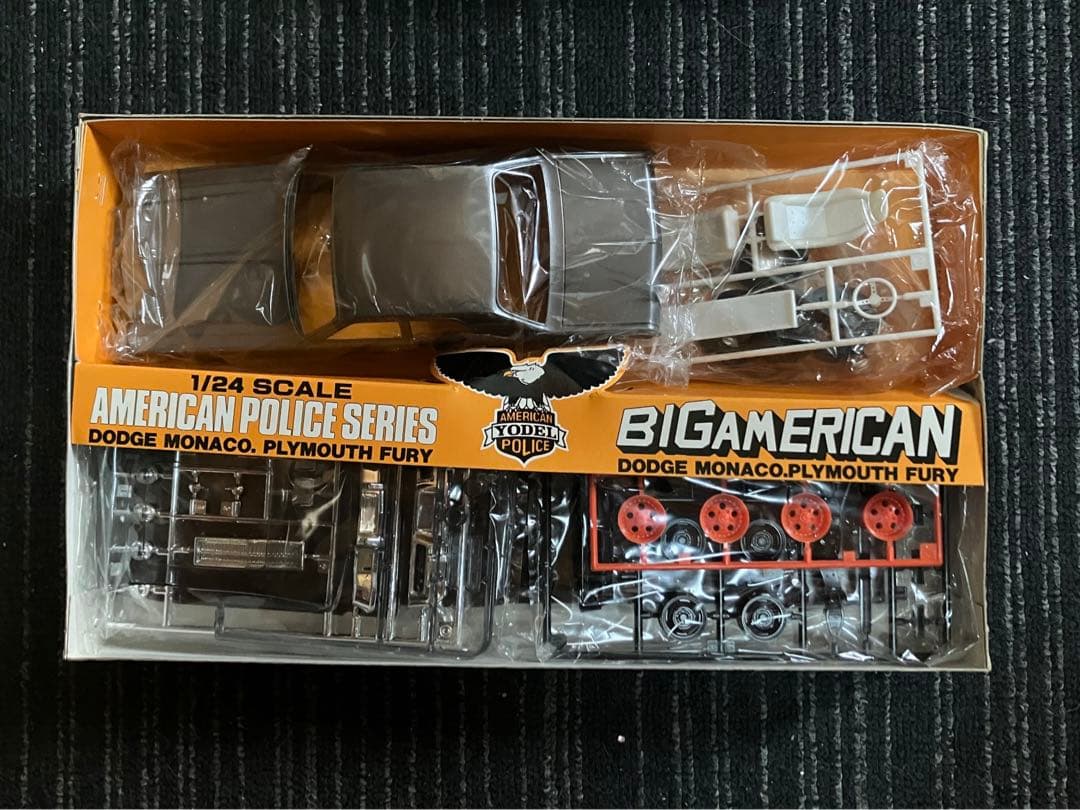 1/24 SCALE
AMERICAN POLICE SERIES
DODGE MONACO. PLYMOUTH FURY
AMERICAN
YODEL
POLICE
BIGAMERICAN
DODGE MONACO.PLYMOUTH FURY